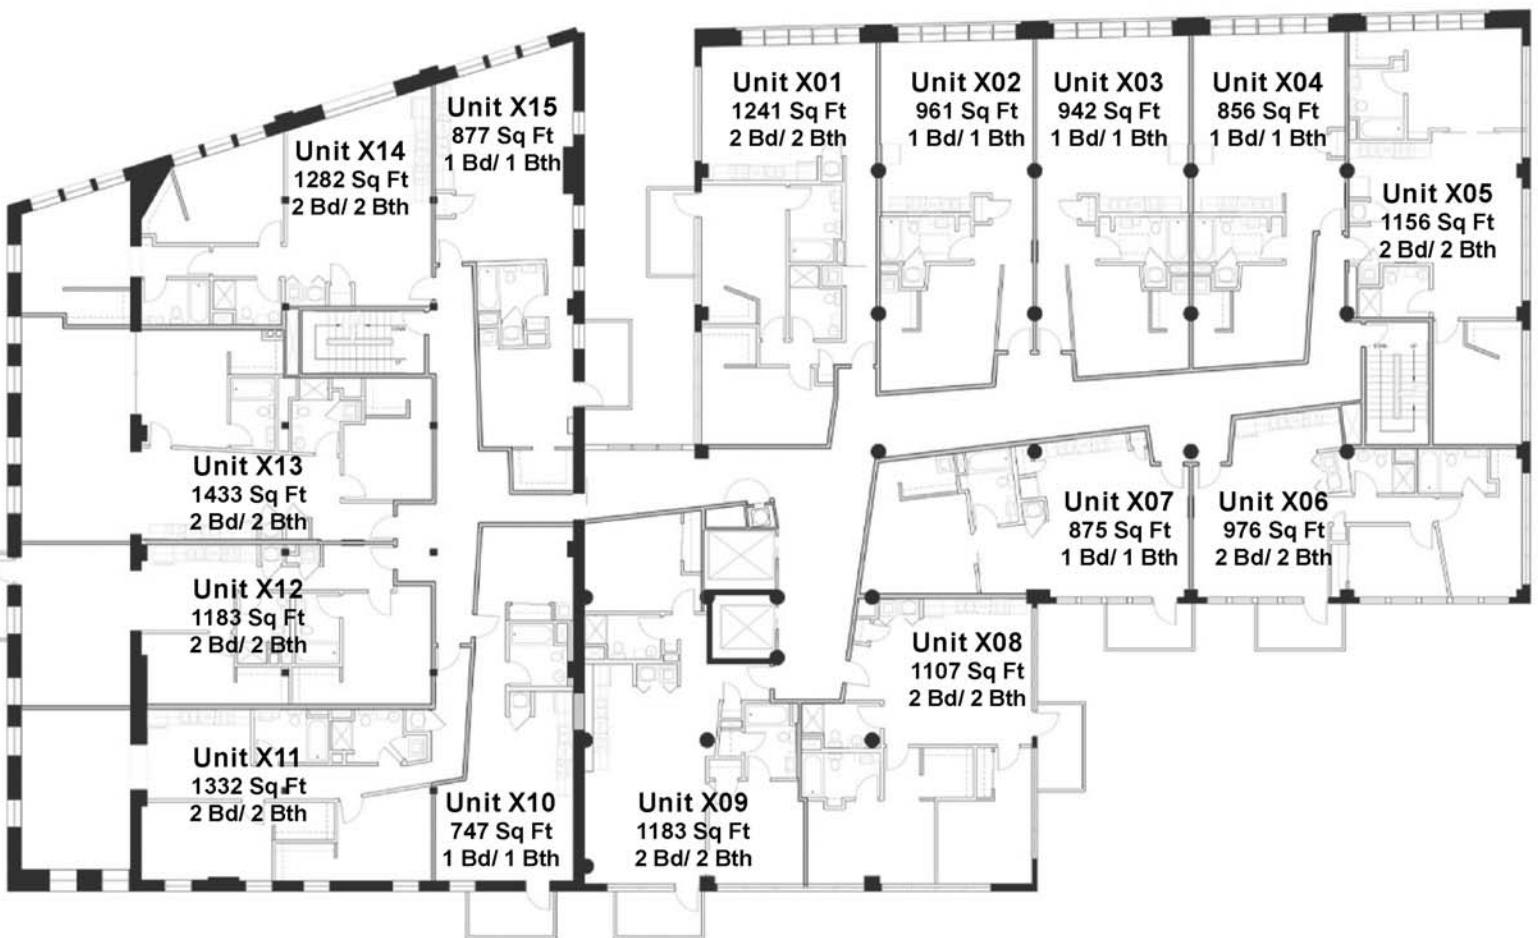 Unit X01
1241 Sq Ft
2 Bd/ 2 Bth
Unit X02
961 Sq Ft
1 Bd/ 1 Bth
Unit X03
942 Sq Ft
1 Bd/ 1 Bth
Unit X04
856 Sq Ft
1 Bd/ 1 Bth
Unit X05
1156 Sq Ft
2 Bd/ 2 Bth
Unit X15
877 Sq Ft
1 Bd/ 1 Bth
Unit X14
1282 Sq Ft
2 Bd/ 2 Bth
Unit X13
1433 Sq Ft
2 Bd/ 2 Bth
Unit X07
875 Sq Ft
1 Bd/ 1 Bth
Unit X06
976 Sq Ft
2 Bd/ 2 Bth
Unit X12
1183 Sq Ft
2 Bd/ 2 Bth
Unit X08
1107 Sq Ft
2 Bd/ 2 Bth
Unit X11
1332 Sq Ft
2 Bd/ 2 Bth
Unit X10
747 Sq Ft
1 Bd/ 1 Bth
Unit X09
1183 Sq Ft
2 Bd/ 2 Bth